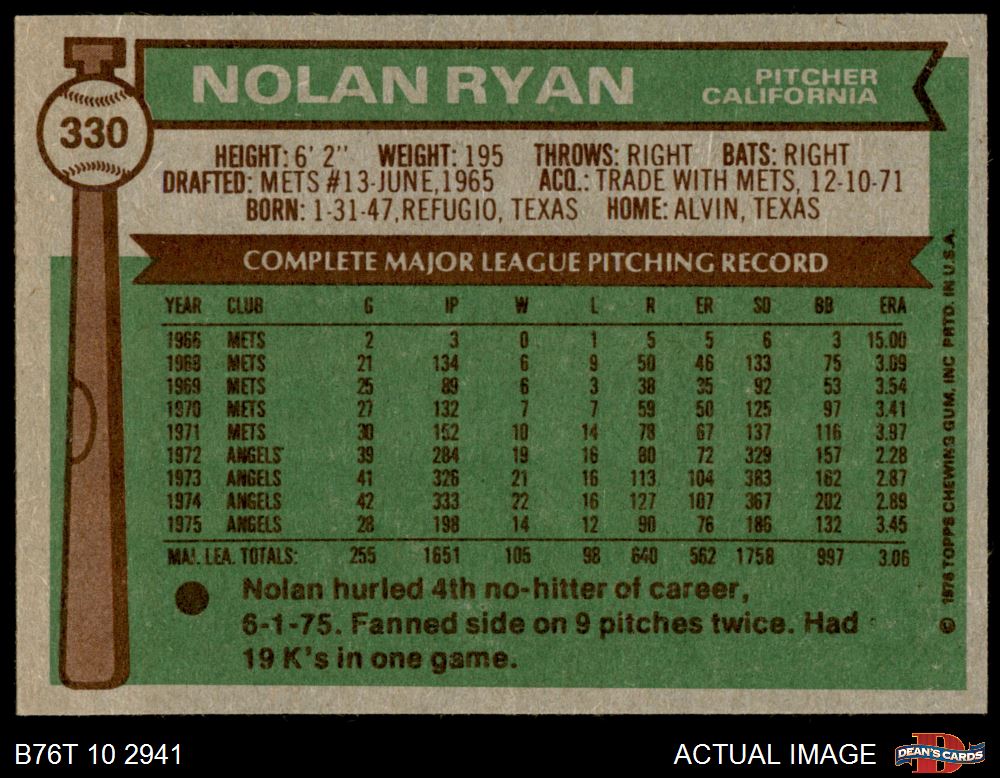 NOLAN RYAN
PITCHER
CALIFORNIA
330
HEIGHT: 6' 2" WEIGHT: 195 THROWS: RIGHT BATS: RIGHT
DRAFTED: METS #13-JUNE,1965 ACQ.: TRADE WITH METS, 12-10-71
BORN: 1-31-47, REFUGIO, TEXAS HOME: ALVIN, TEXAS
COMPLETE MAJOR LEAGUE PITCHING RECORD
YEAR CLUB G IP W L R ER SO BB ERA
1966 METS 2 3 0 1 5 5 6 3 15.00
1968 METS 21 134 6 9 50 46 133 75 3.09
1969 METS 25 89 6 3 38 35 92 53 3.54
1970 METS 27 132 7 7 59 50 125 97 3.41
1971 METS 30 152 10 14 78 67 137 116 3.97
1972 ANGELS 39 284 19 16 80 72 329 157 2.28
1973 ANGELS 41 326 21 16 113 104 383 162 2.87
1974 ANGELS 42 333 22 16 127 107 367 202 2.89
1975 ANGELS 28 198 14 12 90 76 186 132 3.45
MAJ. LEA. TOTALS: 255 1651 105 98 640 562 1758 997 3.06
Nolan hurled 4th no-hitter of career,
6-1-75. Fanned side on 9 pitches twice. Had
19 K's in one game.
© 1976 TOPPS CHEWING GUM, INC PRTD. IN U.S.A.
B76T 10 2941
ACTUAL IMAGE
DEAN'S CARDS